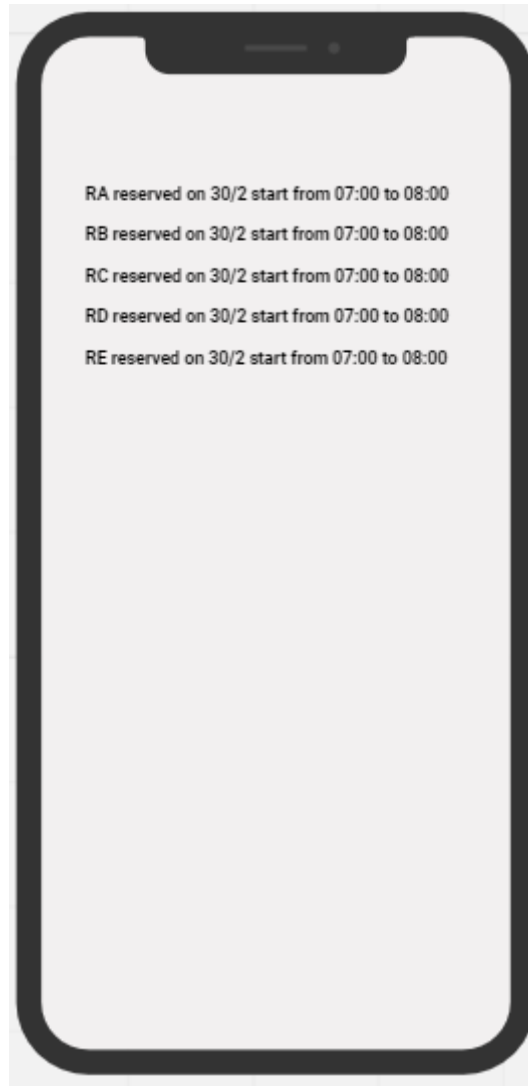 RA reserved on 30/2 start from 07:00 to 08:00
RB reserved on 30/2 start from 07:00 to 08:00
RC reserved on 30/2 start from 07:00 to 08:00
RD reserved on 30/2 start from 07:00 to 08:00
RE reserved on 30/2 start from 07:00 to 08:00